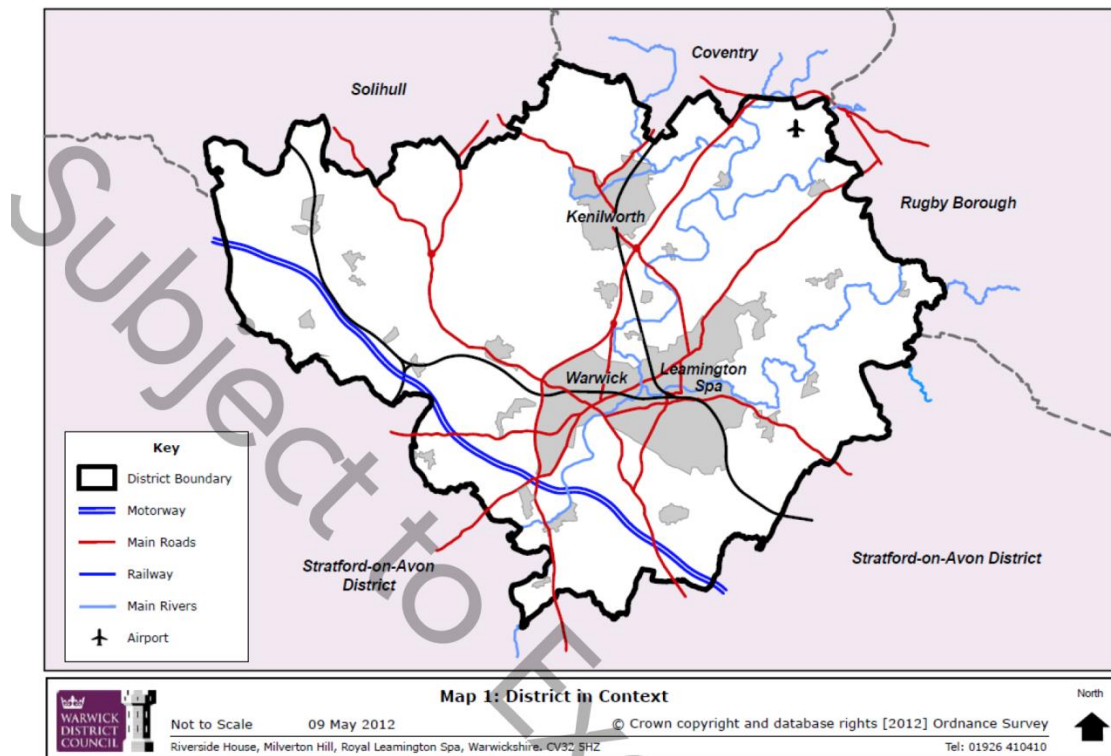 Coventry
Solihull
Kenilworth
Rugby Borough
Warwick
Leamington
Spa
Key
District Boundary
Motorway
Main Roads
Railway
Main Rivers
Airport
Stratford-on-Avon
District
Stratford-on-Avon District
Subject to Ex
Map 1: District in Context
North
WARWICK
DISTRICT
COUNCIL
Not to Scale 09 May 2012 © Crown copyright and database rights [2012] Ordnance Survey
Riverside House, Milverton Hill, Royal Leamington Spa, Warwickshire. CV32 5HZ Tel: 01926 410410